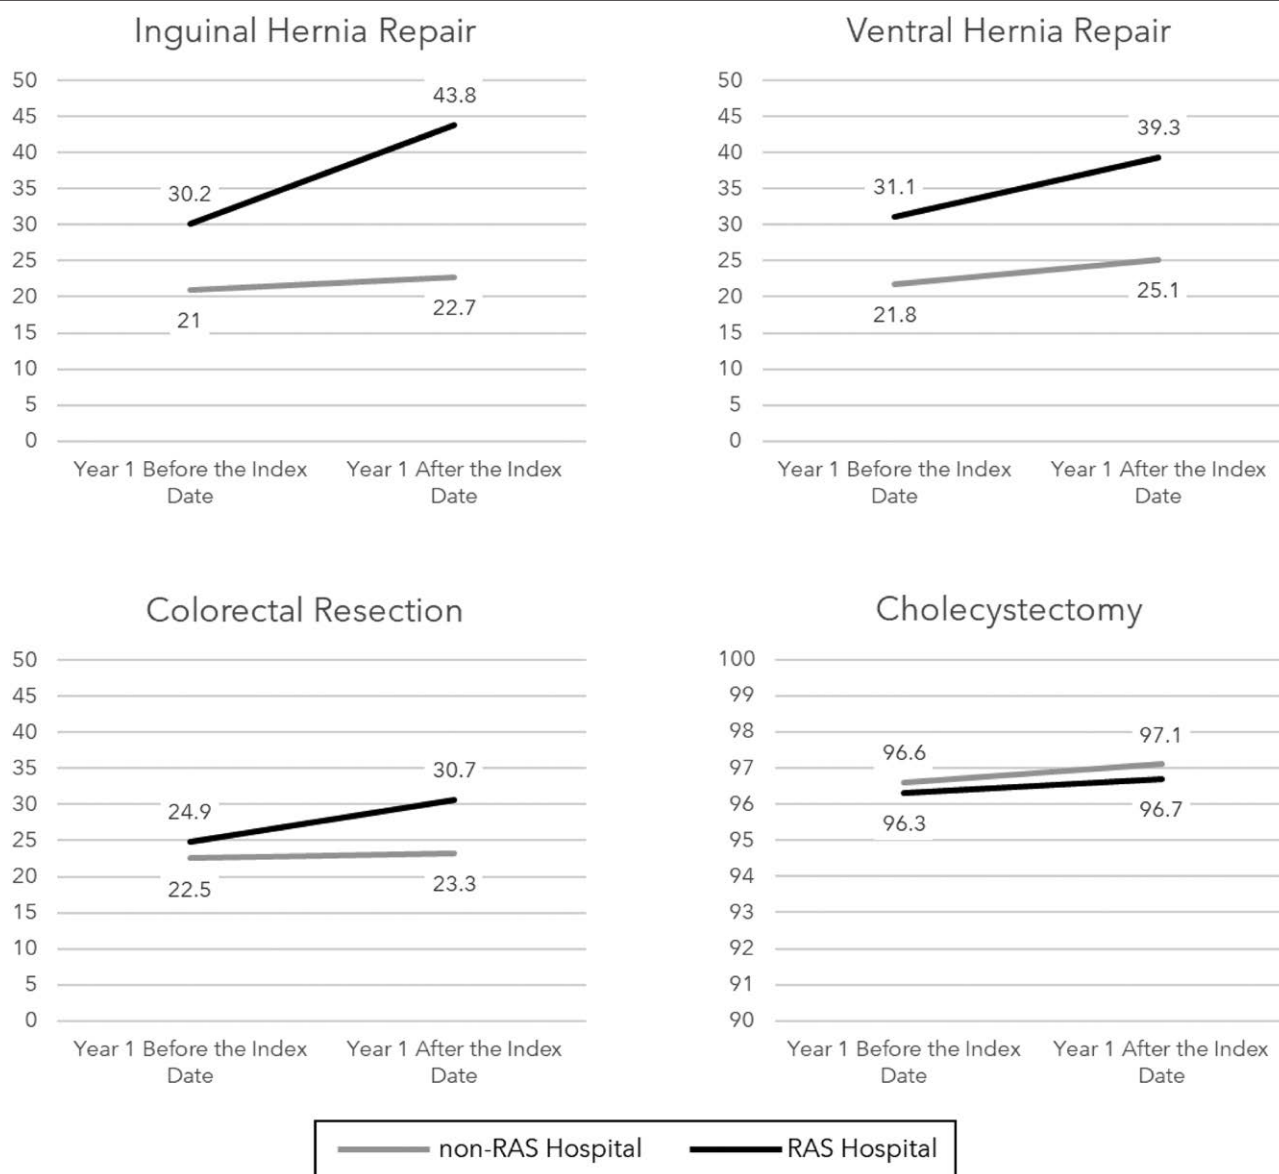 Inguinal Hernia Repair
50
45
40
35
30
25
20
15
10
5
0
43.8
30.2
21
22.7
Year 1 Before the Index
Date
Year 1 After the Index
Date
Ventral Hernia Repair
50
45
40
35
30
25
20
15
10
5
0
39.3
31.1
21.8
25.1
Year 1 Before the Index
Date
Year 1 After the Index
Date
Colorectal Resection
50
45
40
35
30
25
20
15
10
5
0
30.7
24.9
22.5
23.3
Year 1 Before the Index
Date
Year 1 After the Index
Date
Cholecystectomy
100
99
98
97
96
95
94
93
92
91
90
97.1
96.6
96.3
96.7
Year 1 Before the Index
Date
Year 1 After the Index
Date
non-RAS Hospital
RAS Hospital